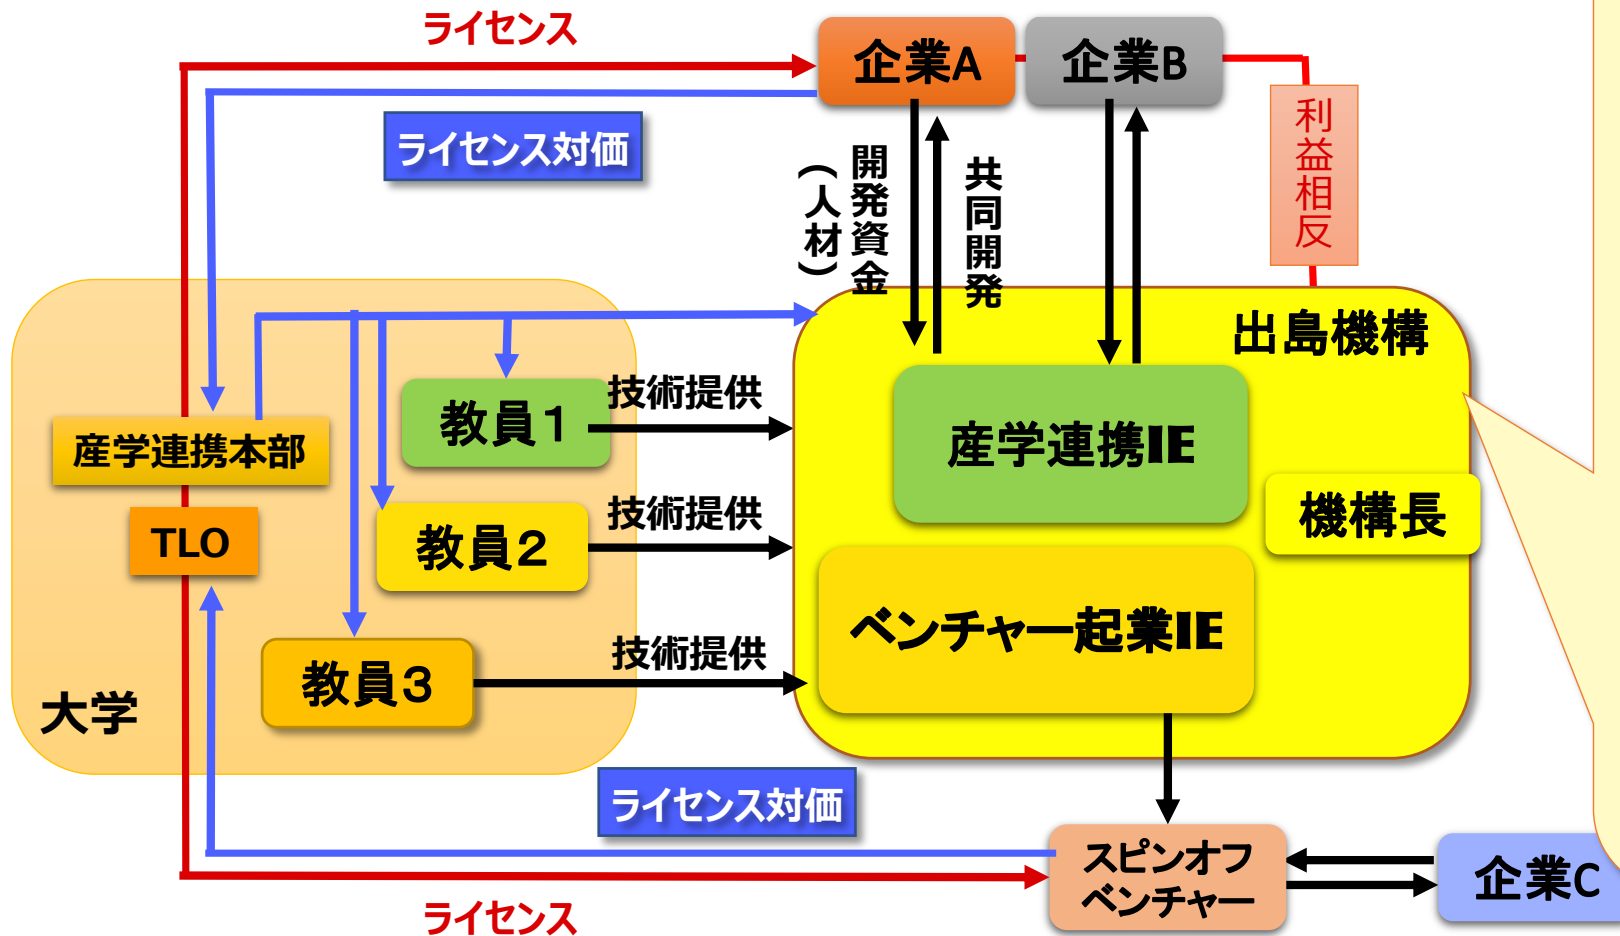 ライセンス
企業A
企業B
ライセンス対価
利益相反
開発資金
(人材)
共同開発
出島機構
技術提供
教員1
産学連携本部
産学連携IE
技術提供
機構長
TLO
教員2
ベンチャー起業IE
技術提供
教員3
大学
ライセンス対価
スピンオフ
ベンチャー
企業C
ライセンス